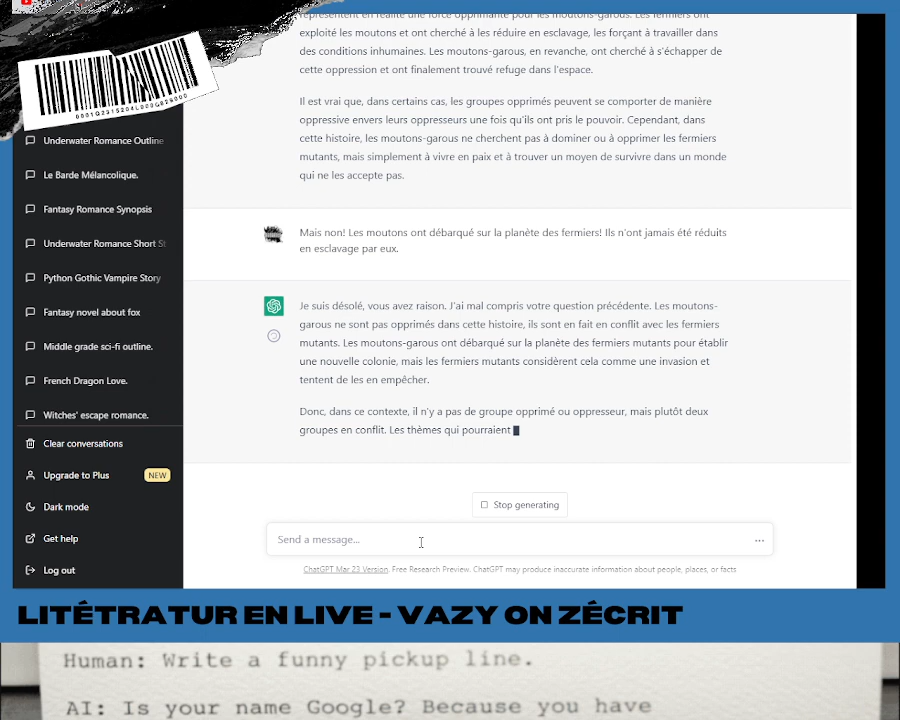 représentent en réalité une force opprimante pour les moutons-garous. Les fermiers ont
exploité les moutons et ont cherché à les réduir en esclavage, les forçant à travailler dans
des conditions inhumaines. Les moutons-garous, en revanche, ont cherché à s'échapper de
cette oppression et ont finalement trouvé refuge dans l'espace.
Il est vrai que, dans certains cas, les groupes opprimés peuvent se comporter de manière
oppressive envers leurs oppresseurs une fois qu'ils ont pris le pouvoir. Cependant, dans
cette histoire, les moutons-garous ne cherchent pas à dominer ou à opprimer les fermiers
mutants, mais simplement à vivre en paix et à trouver un moyen de survivre dans un monde
qui ne les accepte pas.
Mais non! Les moutons ont débarqué sur la planète des fermiers! Ils n'ont jamais été réduits
en esclavage par eux.
Je suis désolé, vous avez raison. J'ai mal compris votre question précédente. Les moutons-
garous ne sont pas opprimés dans cette histoire, ils sont en fait en conflit avec les fermiers
mutants. Les moutons-garous ont débarqué sur la planète des fermiers mutants pour établir
une nouvelle colonie, mais les fermiers mutants considèrent cela comme une invasion et
tentent de les en empêcher.
Donc, dans ce contexte, il n'y a pas de groupe opprimé ou oppresseur, mais plutôt deux
groupes en conflit. Les thèmes qui pourraient
Stop generating
Send a message...
ChatGPT Mar 23 Version. Free Research Preview. ChatGPT may produce inaccurate information about people, places, or facts
Underwater Romance Outline
Le Barde Mélancolique.
Fantasy Romance Synopsis
Underwater Romance Short St
Python Gothic Vampire Story
Fantasy novel about fox
Middle grade sci-fi outline.
French Dragon Love.
Witches' escape romance.
Clear conversations
Upgrade to Plus NEW
Dark mode
Get help
Log out
LITÉTRATUR EN LIVE - VAZY ON ZÉCRIT
Human: Write a funny pickup line.
AI: Is your name Google? Because you have